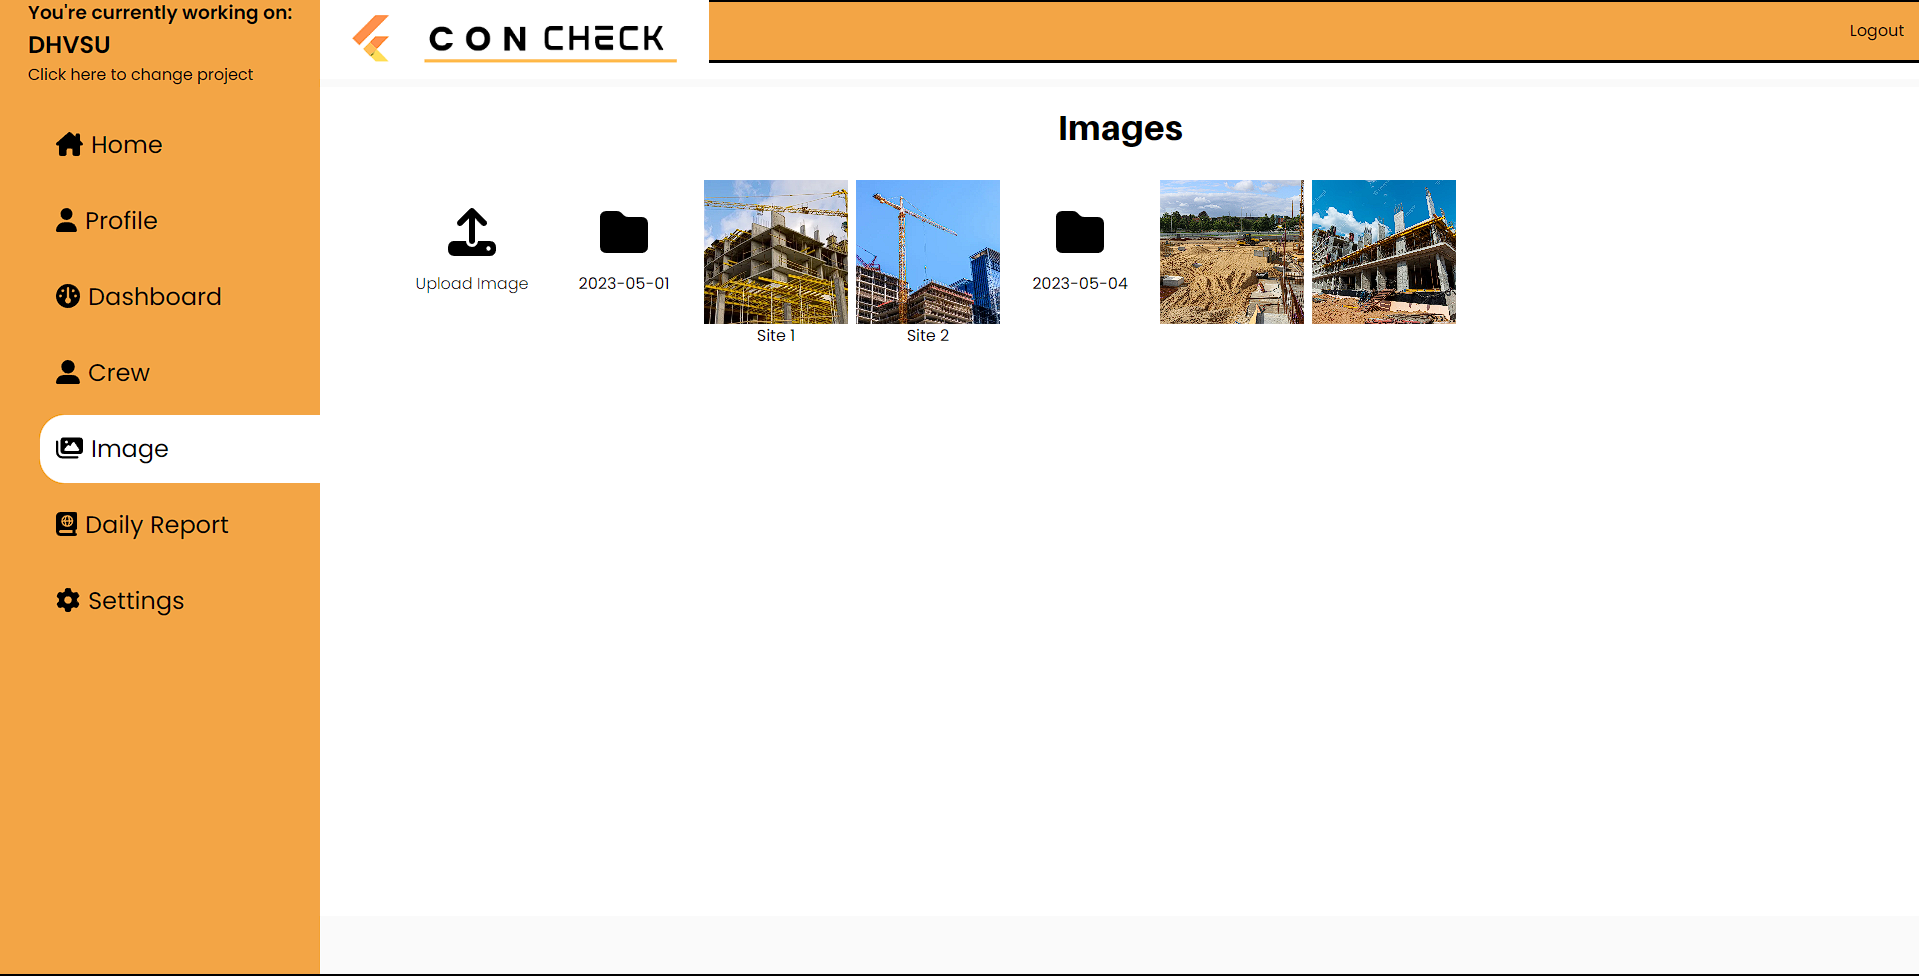 You're currently working on:
DHVSU
Click here to change project
Home
Profile
Dashboard
Crew
Image
Daily Report
Settings
CON CHECK
Logout
Images
Upload Image
2023-05-01
Site 1
Site 2
2023-05-04